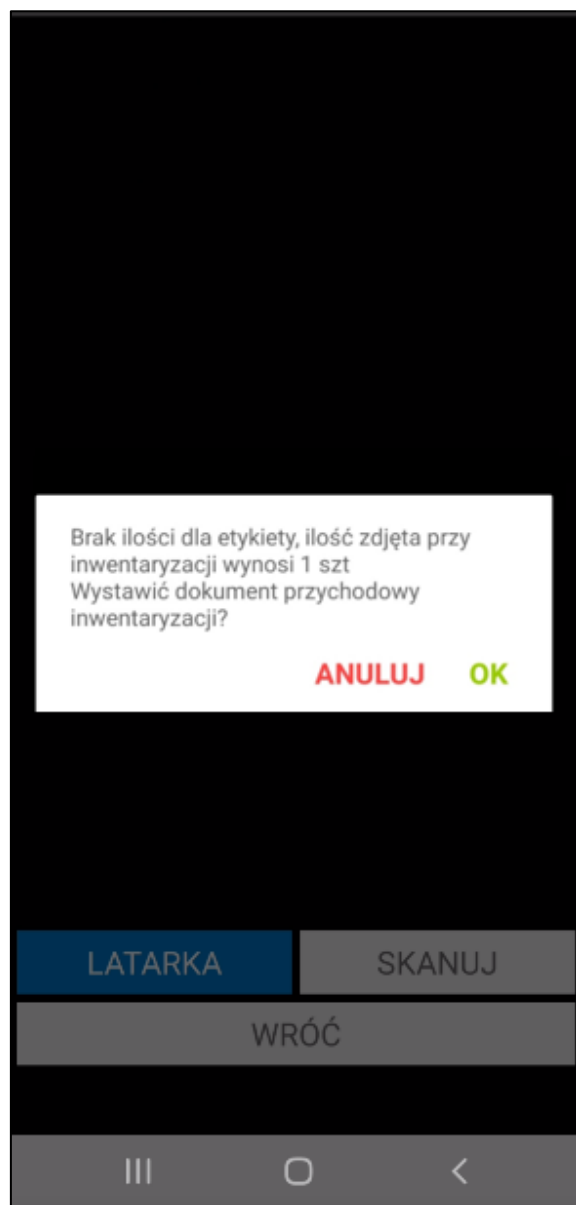 Brak ilości dla etykiety, ilość zdjęta przy
inwentaryzacji wynosi 1 szt
Wystawić dokument przychodowy
inwentaryzacji?
ANULUJ OK
LATARKA SKANUJ
WRÓĆ